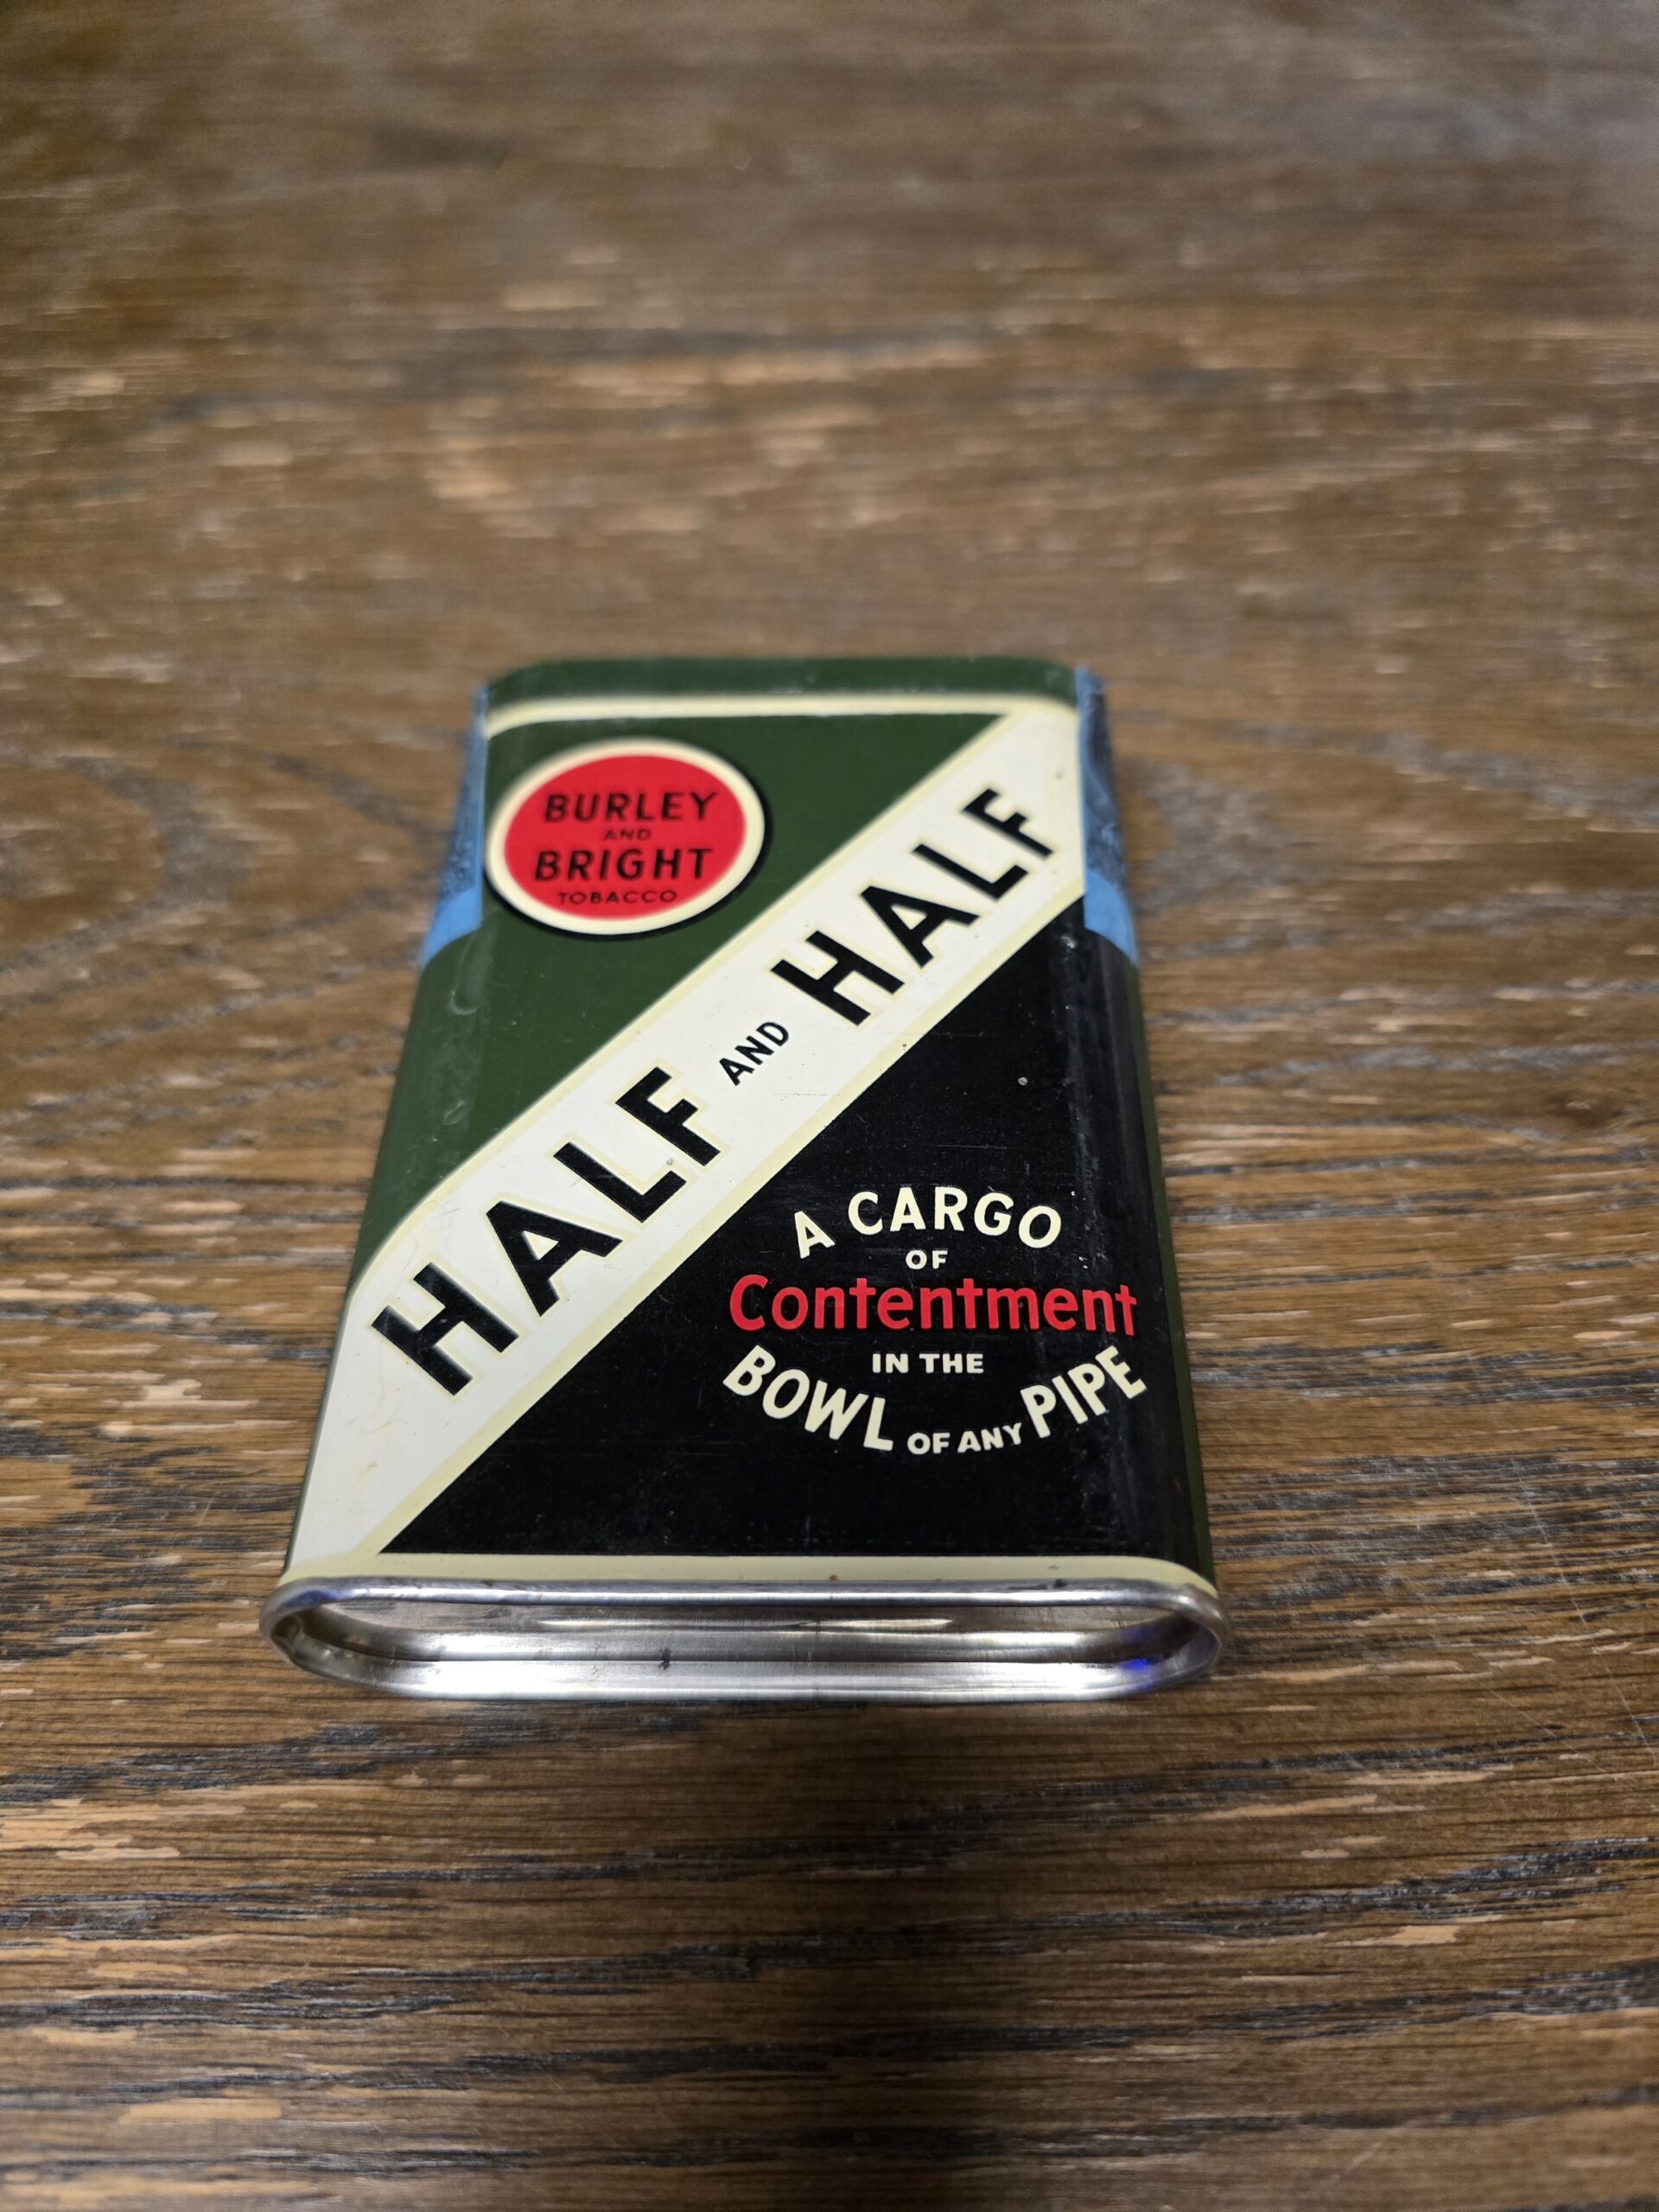 BURLEY
AND
BRIGHT
TOBACCO
HALF AND HALF
A CARGO
OF
Contentment
IN THE
BOWL OF ANY PIPE